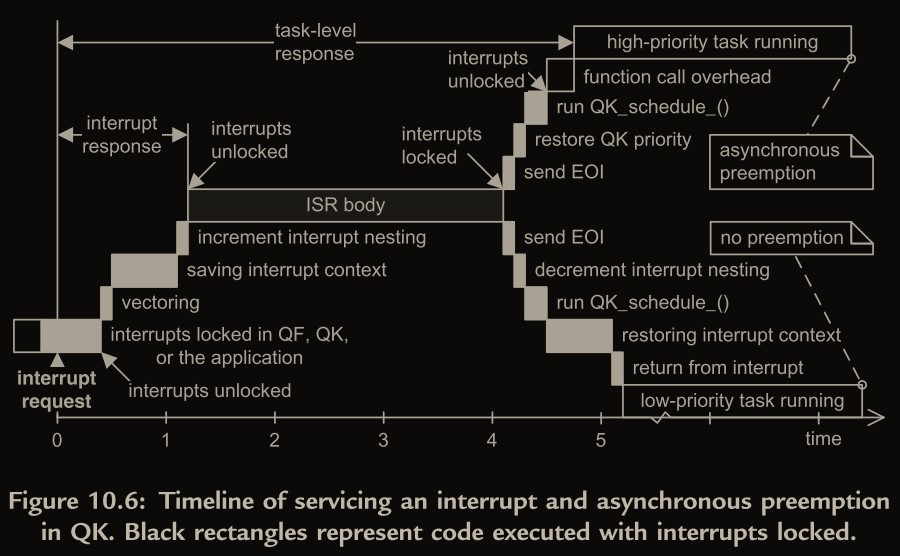 task-level
response
high-priority task running
interrupts
unlocked
function call overhead
run QK_schedule_()
interrupt
response
interrupts
unlocked
interrupts
locked
restore QK priority
asynchronous
preemption
send EOI
ISR body
increment interrupt nesting
send EOI
no preemption
saving interrupt context
decrement interrupt nesting
vectoring
run QK_schedule_()
interrupts locked in QF, QK,
or the application
restoring interrupt context
interrupt
request
interrupts unlocked
return from interrupt
low-priority task running
0 1 2 3 4 5 time
Figure 10.6: Timeline of servicing an interrupt and asynchronous preemption
in QK. Black rectangles represent code executed with interrupts locked.